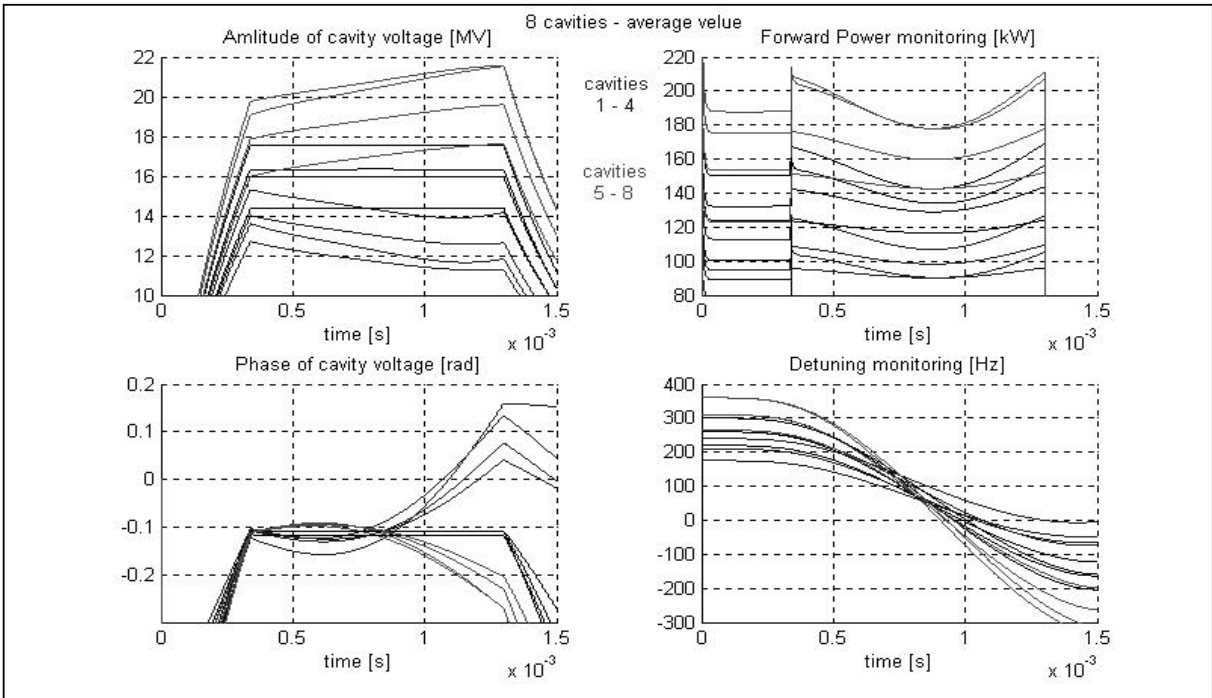 8 cavities - average velue
Amlitude of cavity voltage [MV]
22
20
18
16
14
12
10
0
0.5
1
1.5
time [s]
x 10-3
cavities
1 - 4
cavities
5 - 8
Forward Power monitoring [kW]
220
200
180
160
140
120
100
80
0
0.5
1
1.5
time [s]
x 10-3
Phase of cavity voltage [rad]
0.2
0.1
0
-0.1
-0.2
0
0.5
1
1.5
time [s]
x 10-3
Detuning monitoring [Hz]
400
300
200
100
0
-100
-200
-300
0
0.5
1
1.5
time [s]
x 10-3